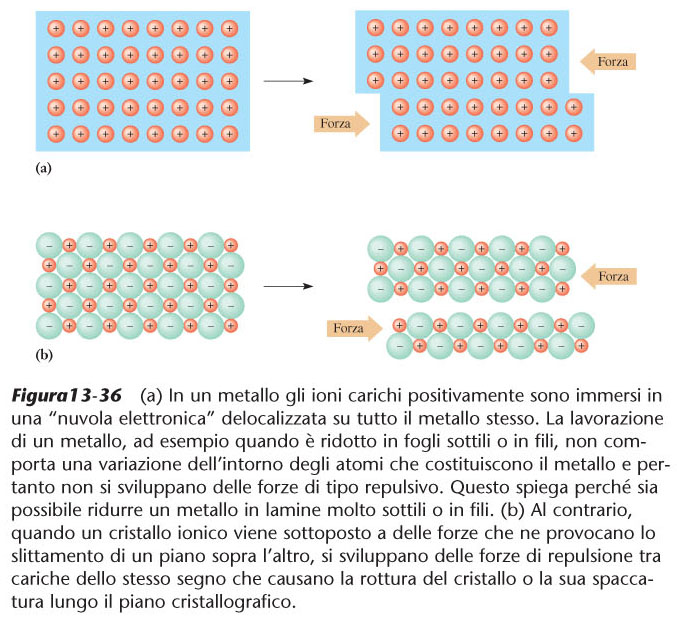 Forza
Forza
(a)
Forza
Forza
(b)
Figura13-36 (a) In un metallo gli ioni carichi positivamente sono immersi in
una “nuvola elettronica” delocalizzata su tutto il metallo stesso. La lavorazione
di un metallo, ad esempio quando è ridotto in fogli sottili o in fili, non com-
porta una variazione dell’intorno degli atomi che costituiscono il metallo e per-
tanto non si sviluppano delle forze di tipo repulsivo. Questo spiega perché sia
possibile ridurre un metallo in lamine molto sottili o in fili. (b) Al contrario,
quando un cristallo ionico viene sottoposto a delle forze che ne provocano lo
slittamento di un piano sopra l’altro, si sviluppano delle forze di repulsione tra
cariche dello stesso segno che causano la rottura del cristallo o la sua spacca-
tura lungo il piano cristallografico.